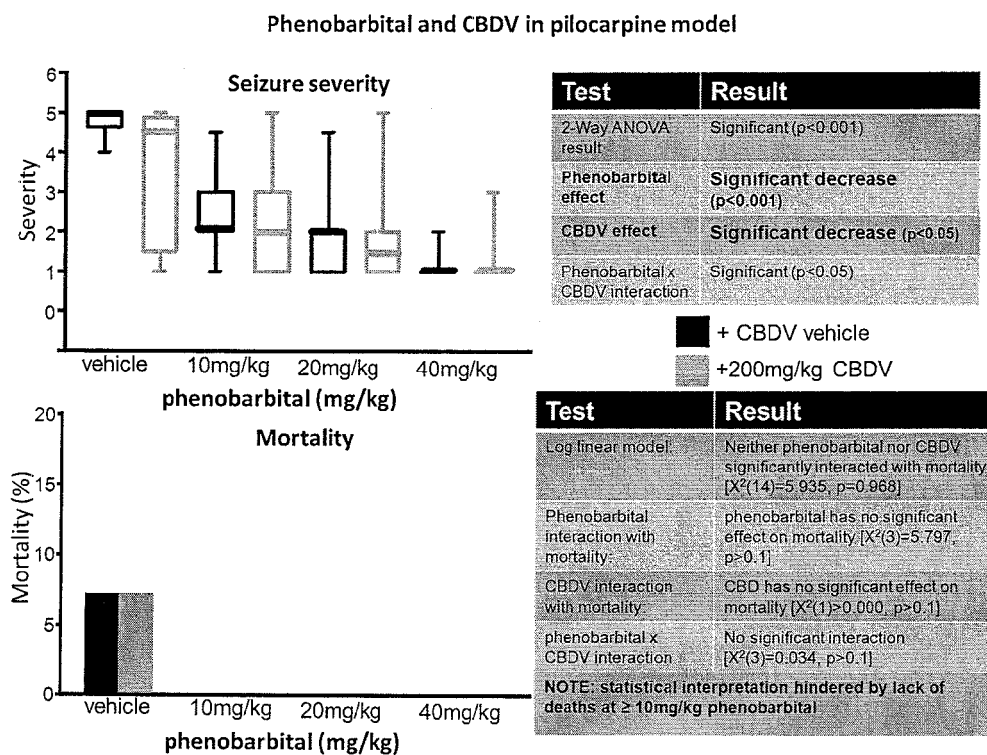 Phenobarbital and CBDV in pilocarpine model
Seizure severity
Severity
6
5
4
3
2
1
0
vehicle 10mg/kg 20mg/kg 40mg/kg
phenobarbital (mg/kg)
Test Result
2-Way ANOVA result Significant (p<0.001)
Phenobarbital effect Significant decrease (p<0.001)
CBDV effect Significant decrease (p<0.05)
Phenobarbital x CBDV interaction Significant (p<0.05)
+ CBDV vehicle
+200mg/kg CBDV
Mortality
Mortality (%)
20
15
10
5
0
vehicle 10mg/kg 20mg/kg 40mg/kg
phenobarbital (mg/kg)
Test Result
Log linear model: Neither phenobarbital nor CBDV
significantly interacted with mortality
[X²(14)=5.935, p=0.968]
Phenobarbital interaction with mortality: phenobarbital has no significant
effect on mortality [X²(3)=5.797,
p>0.1]
CBDV interaction with mortality: CBD has no significant effect on
mortality [X²(1)>0.000, p>0.1]
phenobarbital x CBDV interaction No significant interaction
[X²(3)=0.034, p>0.1]
NOTE: statistical interpretation hindered by lack of
deaths at ≥ 10mg/kg phenobarbital